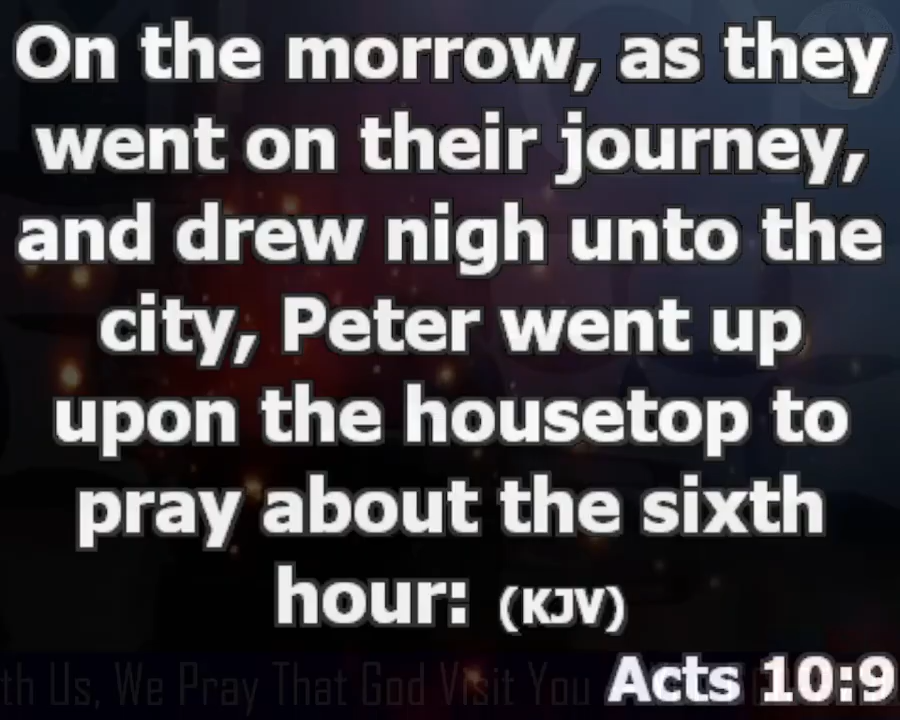 On the morrow, as they
went on their journey,
and drew nigh unto the
city, Peter went up
upon the housetop to
pray about the sixth
hour: (KJV)
Acts 10:9
th Us, We Pray That God Visit You